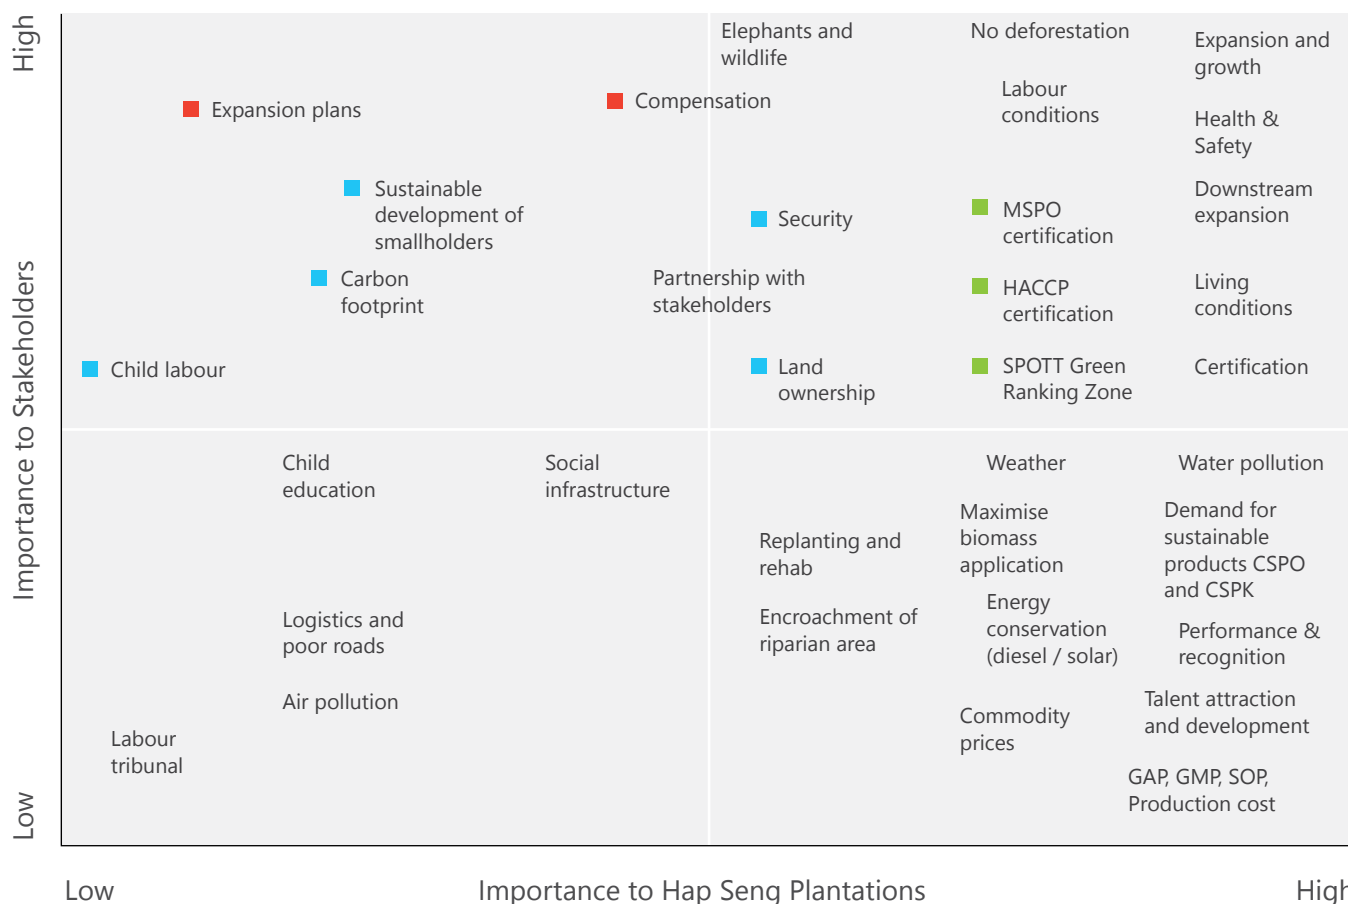 High
Importance to Stakeholders
Low
Elephants and
wildlife
No deforestation
Expansion and
growth
Expansion plans
Compensation
Labour
conditions
Health &
Safety
Sustainable
development of
smallholders
Security
MSPO
certification
Downstream
expansion
Carbon
footprint
Partnership with
stakeholders
HACCP
certification
Living
conditions
Child labour
Land
ownership
SPOTT Green
Ranking Zone
Certification
Child
education
Social
infrastructure
Weather
Water pollution
Replanting and
rehab
Maximise
biomass
application
Demand for
sustainable
products CSPO
and CSPK
Logistics and
poor roads
Encroachment of
riparian area
Energy
conservation
(diesel / solar)
Performance &
recognition
Air pollution
Commodity
prices
Talent attraction
and development
Labour
tribunal
GAP, GMP, SOP,
Production cost
Low
Importance to Hap Seng Plantations
High